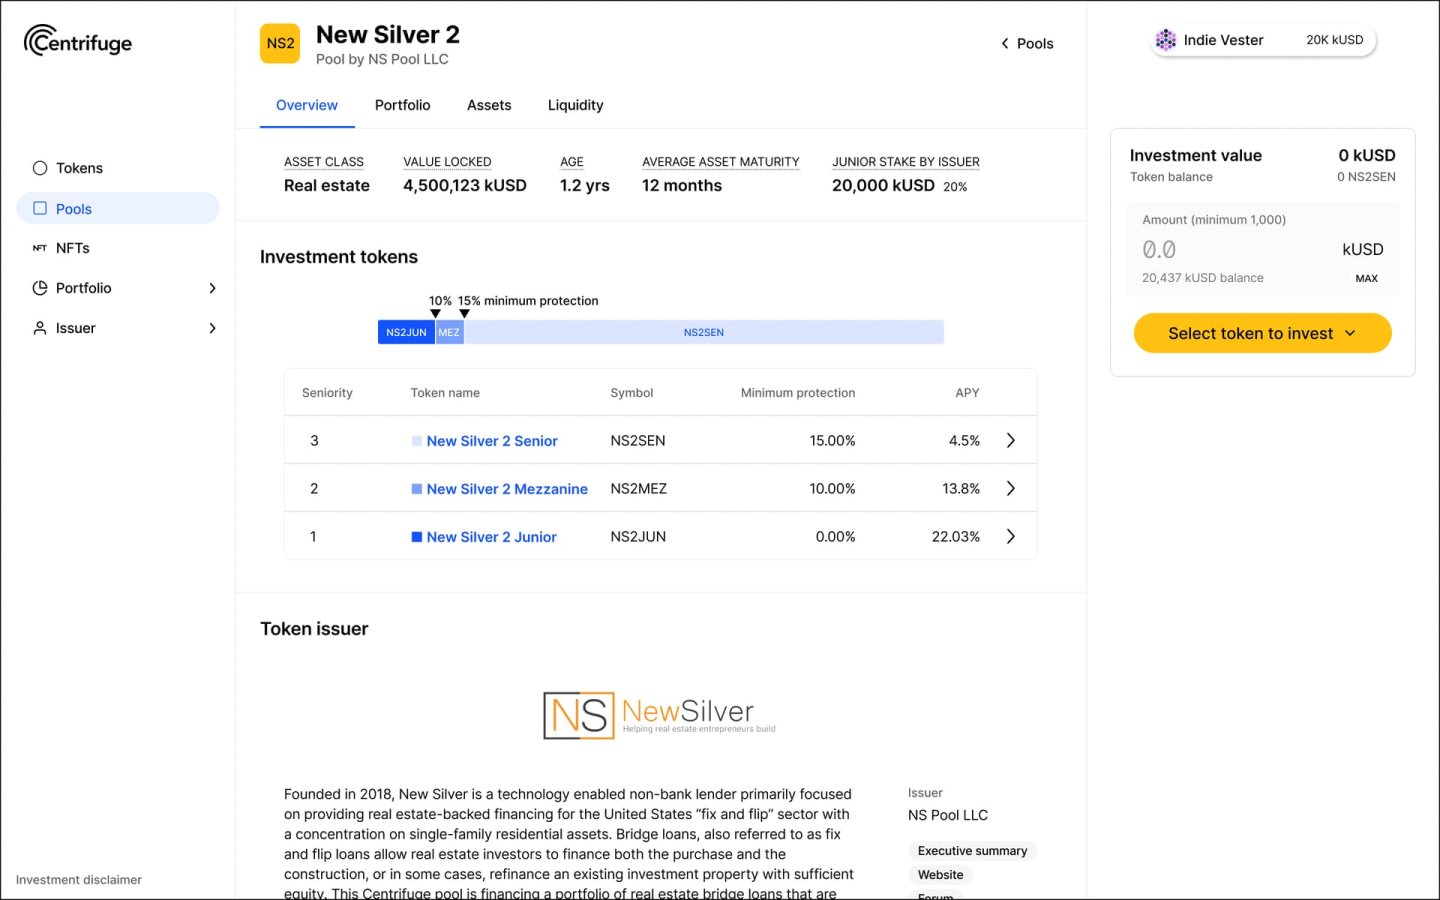 Centrifuge
Tokens
Pools
NFT NFTs
Portfolio
Issuer
Investment disclaimer
NS2
New Silver 2
Pool by NS Pool LLC
Pools
Overview Portfolio Assets Liquidity
ASSET CLASS VALUE LOCKED AGE AVERAGE ASSET MATURITY JUNIOR STAKE BY ISSUER
Real estate 4,500,123 kUSD 1.2 yrs 12 months 20,000 kUSD 20%
Investment tokens
10% 15% minimum protection
NS2JUN MEZ NS2SEN
Seniority Token name Symbol Minimum protection APY
3 New Silver 2 Senior NS2SEN 15.00% 4.5%
2 New Silver 2 Mezzanine NS2MEZ 10.00% 13.8%
1 New Silver 2 Junior NS2JUN 0.00% 22.03%
Token issuer
NS NewSilver
Helping real estate entrepreneurs build
Founded in 2018, New Silver is a technology enabled non-bank lender primarily focused
on providing real estate-backed financing for the United States “fix and flip” sector with
a concentration on single-family residential assets. Bridge loans, also referred to as fix
and flip loans allow real estate investors to finance both the purchase and the
construction, or in some cases, refinance an existing investment property with sufficient
equity. This Centrifuge pool is financing a portfolio of real estate bridge loans that are
Issuer
NS Pool LLC
Executive summary
Website
Forum
Indie Vester 20K kUSD
Investment value 0 kUSD
Token balance 0 NS2SEN
Amount (minimum 1,000)
0.0 kUSD
20,437 kUSD balance MAX
Select token to invest